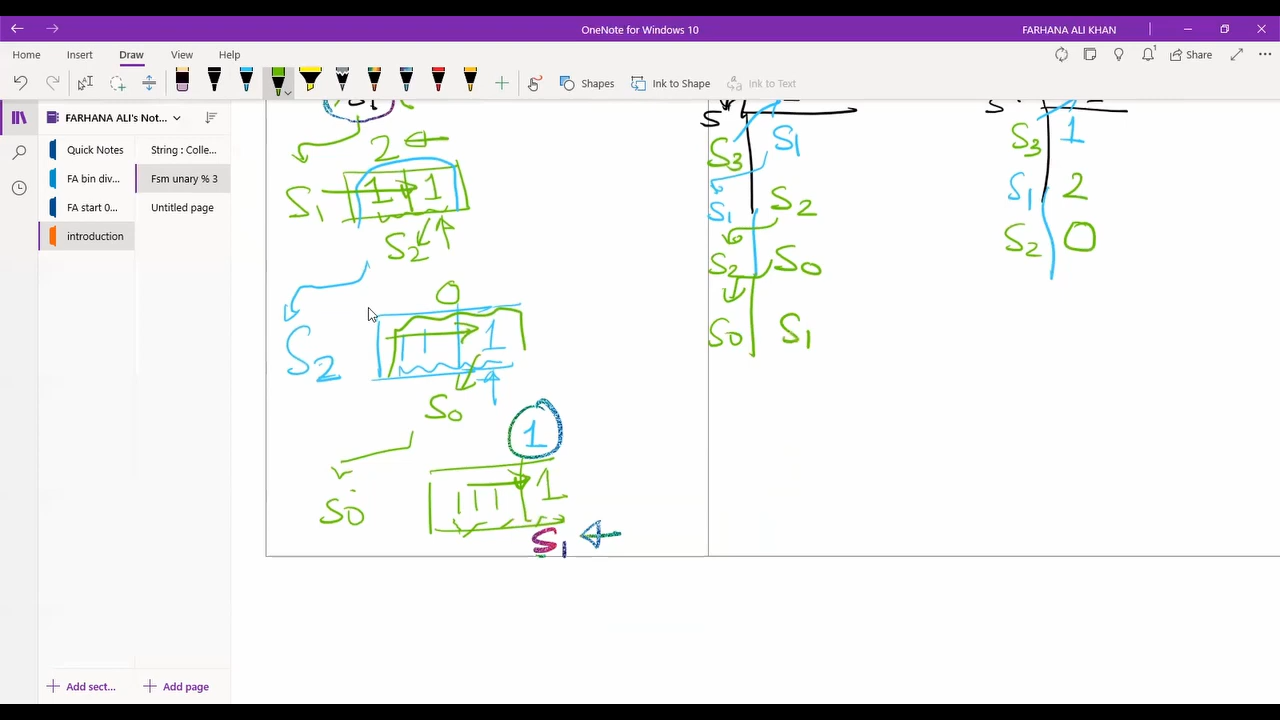 OneNote for Windows 10
FARHANA ALI KHAN
Home Insert Draw View Help
Share
Shapes
Ink to Shape
Ink to Text
FARHANA ALI's Not...
Quick Notes
FA bin div...
FA start 0...
introduction
String : Colle...
Fsm unary % 3
Untitled page
Add sect...
Add page
2
S1 1 1
S2
0
S2 1
S0
1
S0 1
S1
S
S3 S1
S1 S2
S2 S0
S0 S1
S3 1
S1 2
S2 0